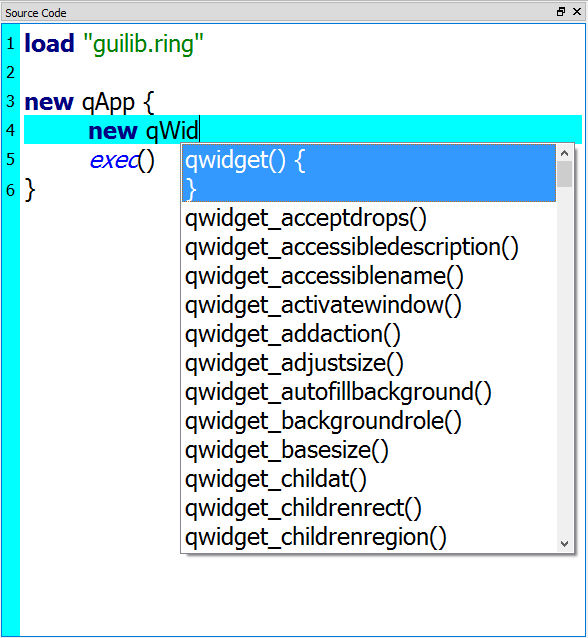 Source Code
1 load "guilib.ring"
2
3 new qApp {
4 new qWid
5 exec()
6 }
qwidget() {
}
qwidget_acceptdrops()
qwidget_accessibledescription()
qwidget_accessiblename()
qwidget_activatewindow()
qwidget_addaction()
qwidget_adjustsize()
qwidget_autofillbackground()
qwidget_backgroundrole()
qwidget_basesize()
qwidget_childat()
qwidget_childrenrect()
qwidget_childrenregion()